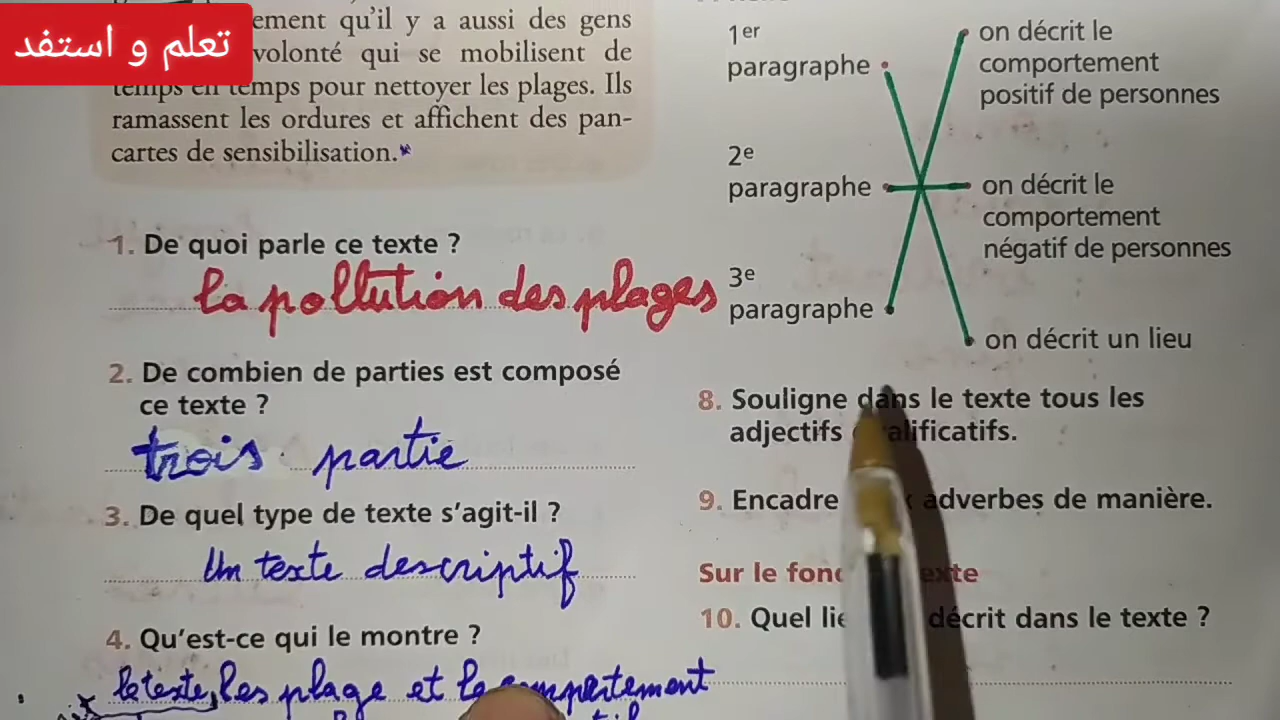 تعلم و استفد
ement qu'il y a aussi des gens
volonté qui se mobilisent de
temps en temps pour nettoyer les plages. Ils
ramassent les ordures et affichent des pan-
cartes de sensibilisation.*
1. De quoi parle ce texte ?
la pollution des plages
2. De combien de parties est composé
ce texte ?
trois partie
3. De quel type de texte s'agit-il ?
Un texte descriptif
4. Qu'est-ce qui le montre ?
le texte, les plage et le comportement
1er
paragraphe
on décrit le
comportement
positif de personnes
2e
paragraphe
on décrit le
comportement
négatif de personnes
3e
paragraphe
on décrit un lieu
8. Souligne dans le texte tous les
adjectifs qualificatifs.
9. Encadre adverbes de manière.
Sur le fond texte
10. Quel lie décrit dans le texte ?